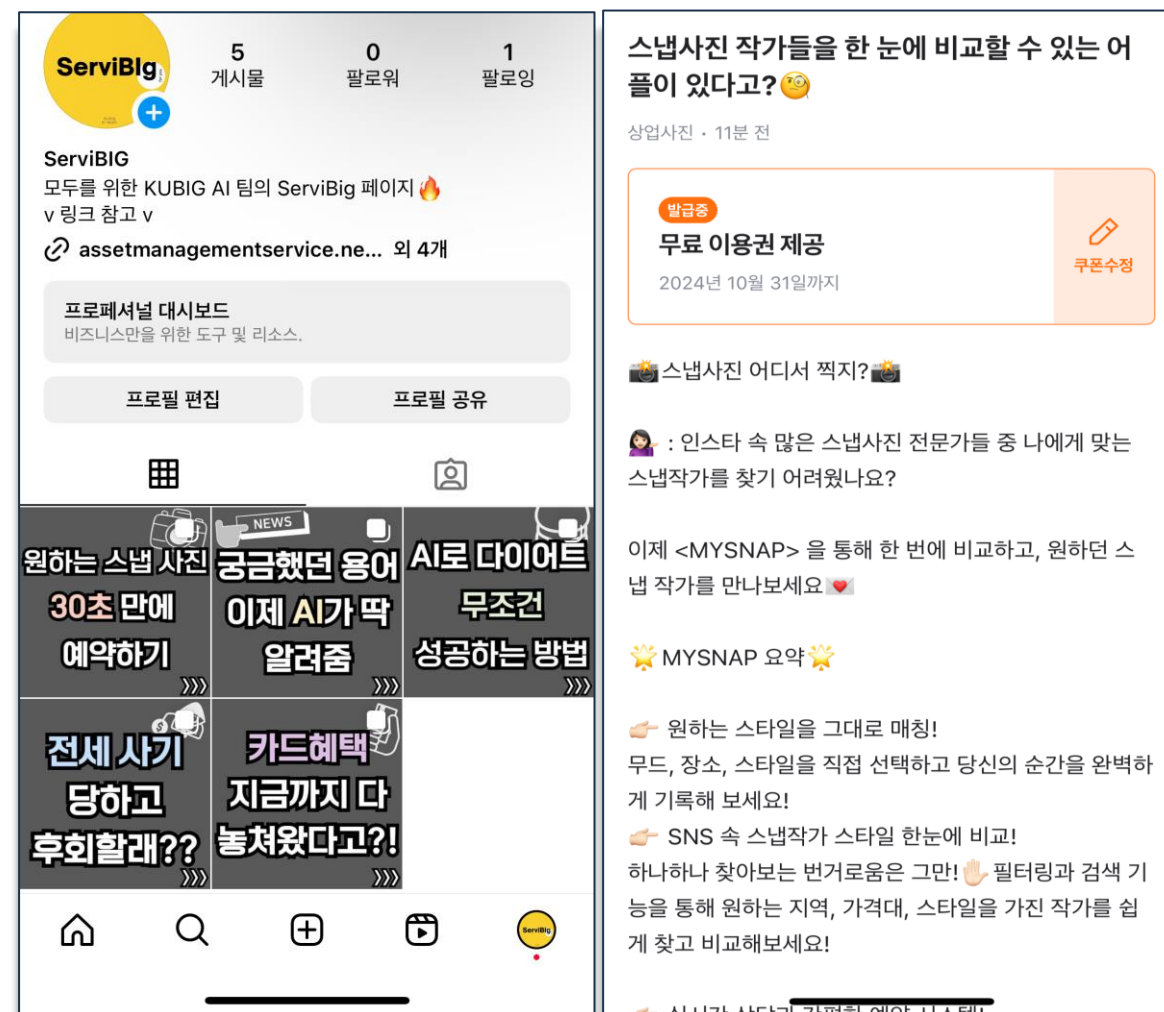 ServiBIg
5
0
1
게시물
팔로워
팔로잉
ServiBIG
모두를 위한 KUBIG AI 팀의 ServiBig 페이지🔥
v 링크 참고 v
assetmanagementservice.ne... 외 4개
프로페셔널 대시보드
비즈니스만을 위한 도구 및 리소스.
프로필 편집
프로필 공유
원하는 스냅 사진
30초 만에
예약하기
NEWS
궁금했던 용어
이제 AI가 딱
알려줌
AI로 다이어트
무조건
성공하는 방법
전세 사기
당하고
후회할래??
카드혜택
지금까지 다
놓쳐왔다고?!
ServiBIg
스냅사진 작가들을 한 눈에 비교할 수 있는 어
플이 있다고?🧐
상업사진 · 11분 전
발급중
무료 이용권 제공
2024년 10월 31일까지
쿠폰수정
📸스냅사진 어디서 찍지?📸
💁🏻‍♀️ : 인스타 속 많은 스냅사진 전문가들 중 나에게 맞는
스냅작가를 찾기 어려웠나요?
이제 <MYSNAP> 을 통해 한 번에 비교하고, 원하던 스
냅 작가를 만나보세요💌
🌟MYSNAP 요약🌟
👉🏻 원하는 스타일을 그대로 매칭!
무드, 장소, 스타일을 직접 선택하고 당신의 순간을 완벽하
게 기록해 보세요!
👉🏻 SNS 속 스냅작가 스타일 한눈에 비교!
하나하나 찾아보는 번거로움은 그만!🖐🏻 필터링과 검색 기
능을 통해 원하는 지역, 가격대, 스타일을 가진 작가를 쉽
게 찾고 비교해보세요!